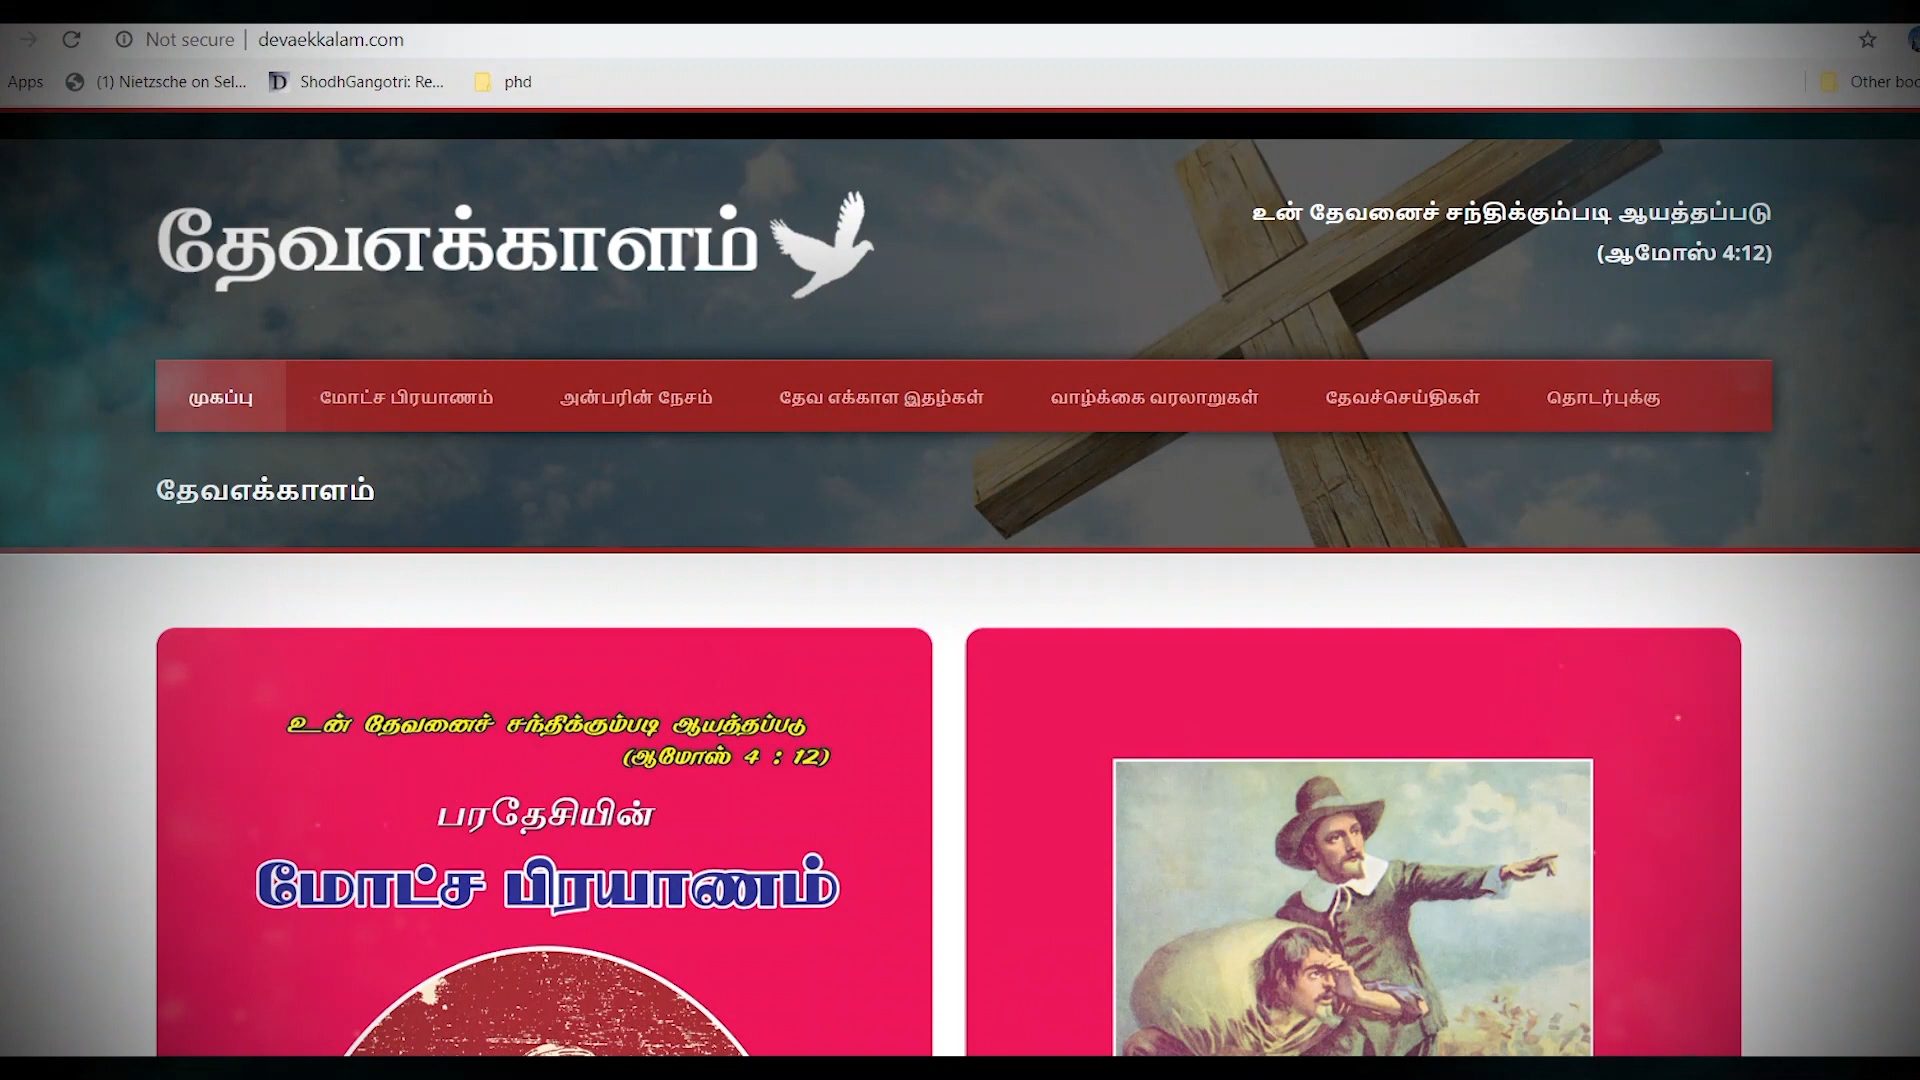 Not secure | devaekkalam.com
Apps (1) Nietzsche on Sel... ShodhGangotri: Re... phd Other boo
தேவஎக்காளம்
உன் தேவனைச் சந்திக்கும்படி ஆயத்தப்படு
(ஆமோஸ் 4:12)
முகப்பு மோட்ச பிரயாணம் அன்பரின் நேசம் தேவ எக்காள இதழ்கள் வாழ்க்கை வரலாறுகள் தேவச்செய்திகள் தொடர்புக்கு
தேவஎக்காளம்
உன் தேவனைச் சந்திக்கும்படி ஆயத்தப்படு
(ஆமோஸ் 4 : 12)
பரதேசியின்
மோட்ச பிரயாணம்